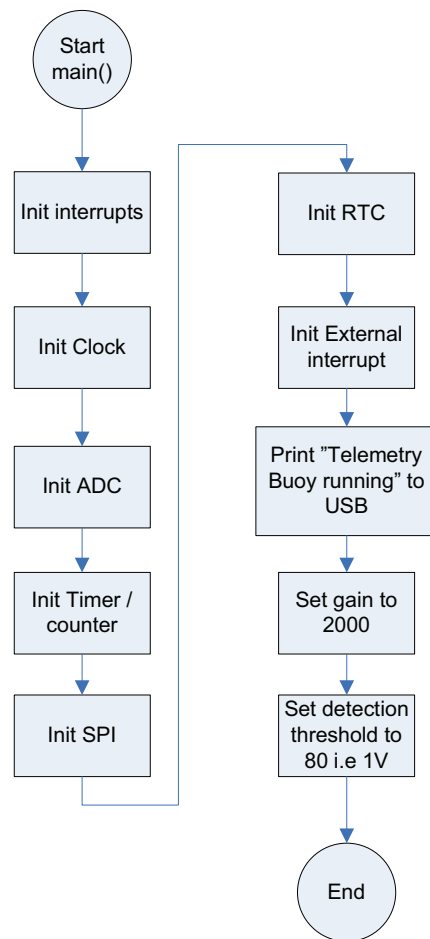 Start
main()
Init interrupts
Init Clock
Init ADC
Init Timer /
counter
Init SPI
Init RTC
Init External
interrupt
Print ”Telemetry
Buoy running” to
USB
Set gain to
2000
Set detection
threshold to
80 i.e 1V
End